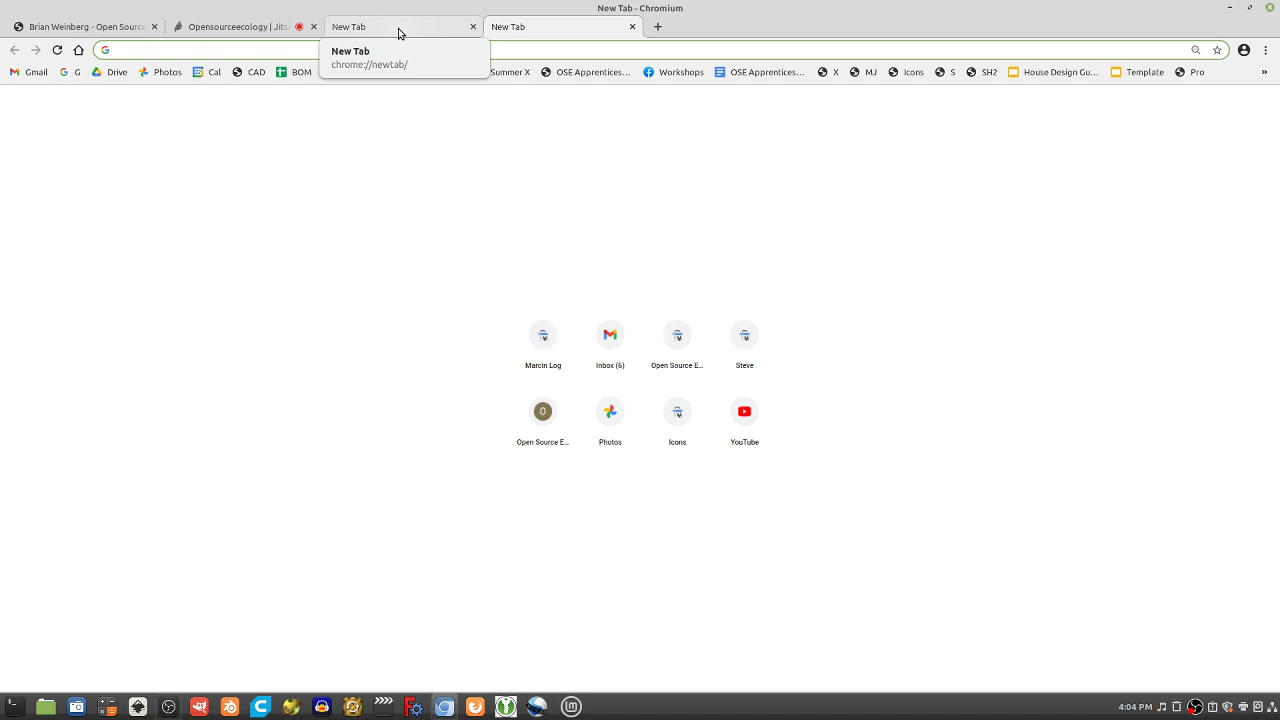 New Tab - Chromium
Brian Weinberg - Open Source
Opensourceecology | Jits
New Tab
New Tab
New Tab
chrome://newtab/
Gmail
G
Drive
Photos
Cal
CAD
BOM
Summer X
OSE Apprentices...
Workshops
OSE Apprentices...
X
MJ
Icons
S
SH2
House Design Gu...
Template
Pro
»
Marcin Log
Inbox (6)
Open Source E...
Steve
O
Open Source E...
Photos
Icons
YouTube
4:04 PM